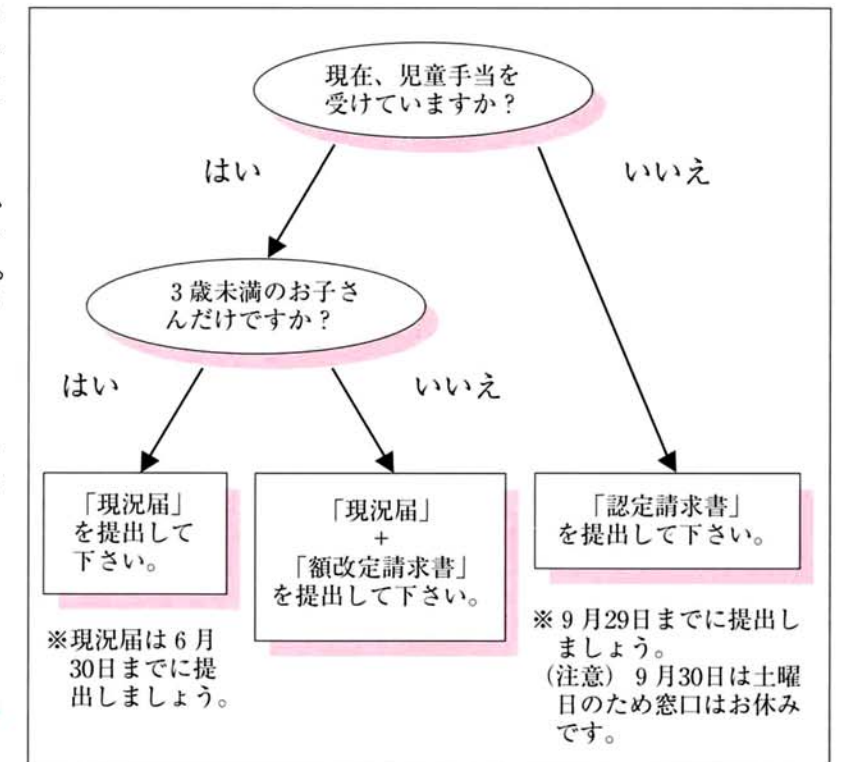 現在、児童手当を
受けていますか？
はい
いいえ
3歳未満のお子さ
んだけですか？
はい
いいえ
「現況届」
を提出して
下さい。
「現況届」
+
「額改定請求書」
を提出して下さい。
「認定請求書」
を提出して下さい。
※現況届は6月
30日までに提
出しましょう。
※9月29日までに提出し
ましょう。
（注意） 9月30日は土曜
日のため窓口はお休み
です。